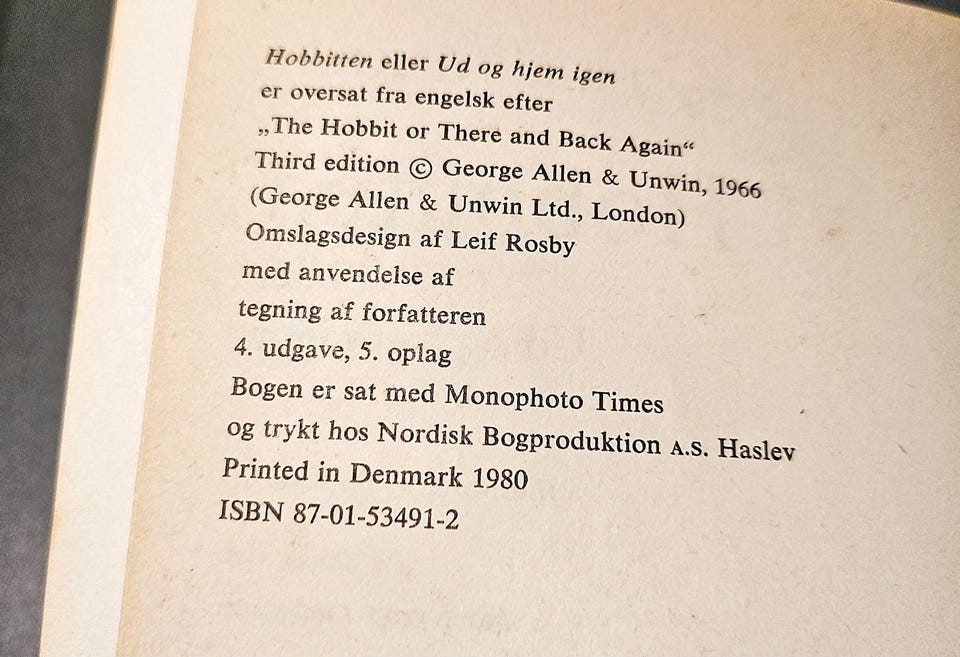 Hobbitten eller Ud og hjem igen
er oversat fra engelsk efter
„The Hobbit or There and Back Again“
Third edition © George Allen & Unwin, 1966
(George Allen & Unwin Ltd., London)
Omslagsdesign af Leif Rosby
med anvendelse af
tegning af forfatteren
4. udgave, 5. oplag
Bogen er sat med Monophoto Times
og trykt hos Nordisk Bogproduktion A.S. Haslev
Printed in Denmark 1980
ISBN 87-01-53491-2